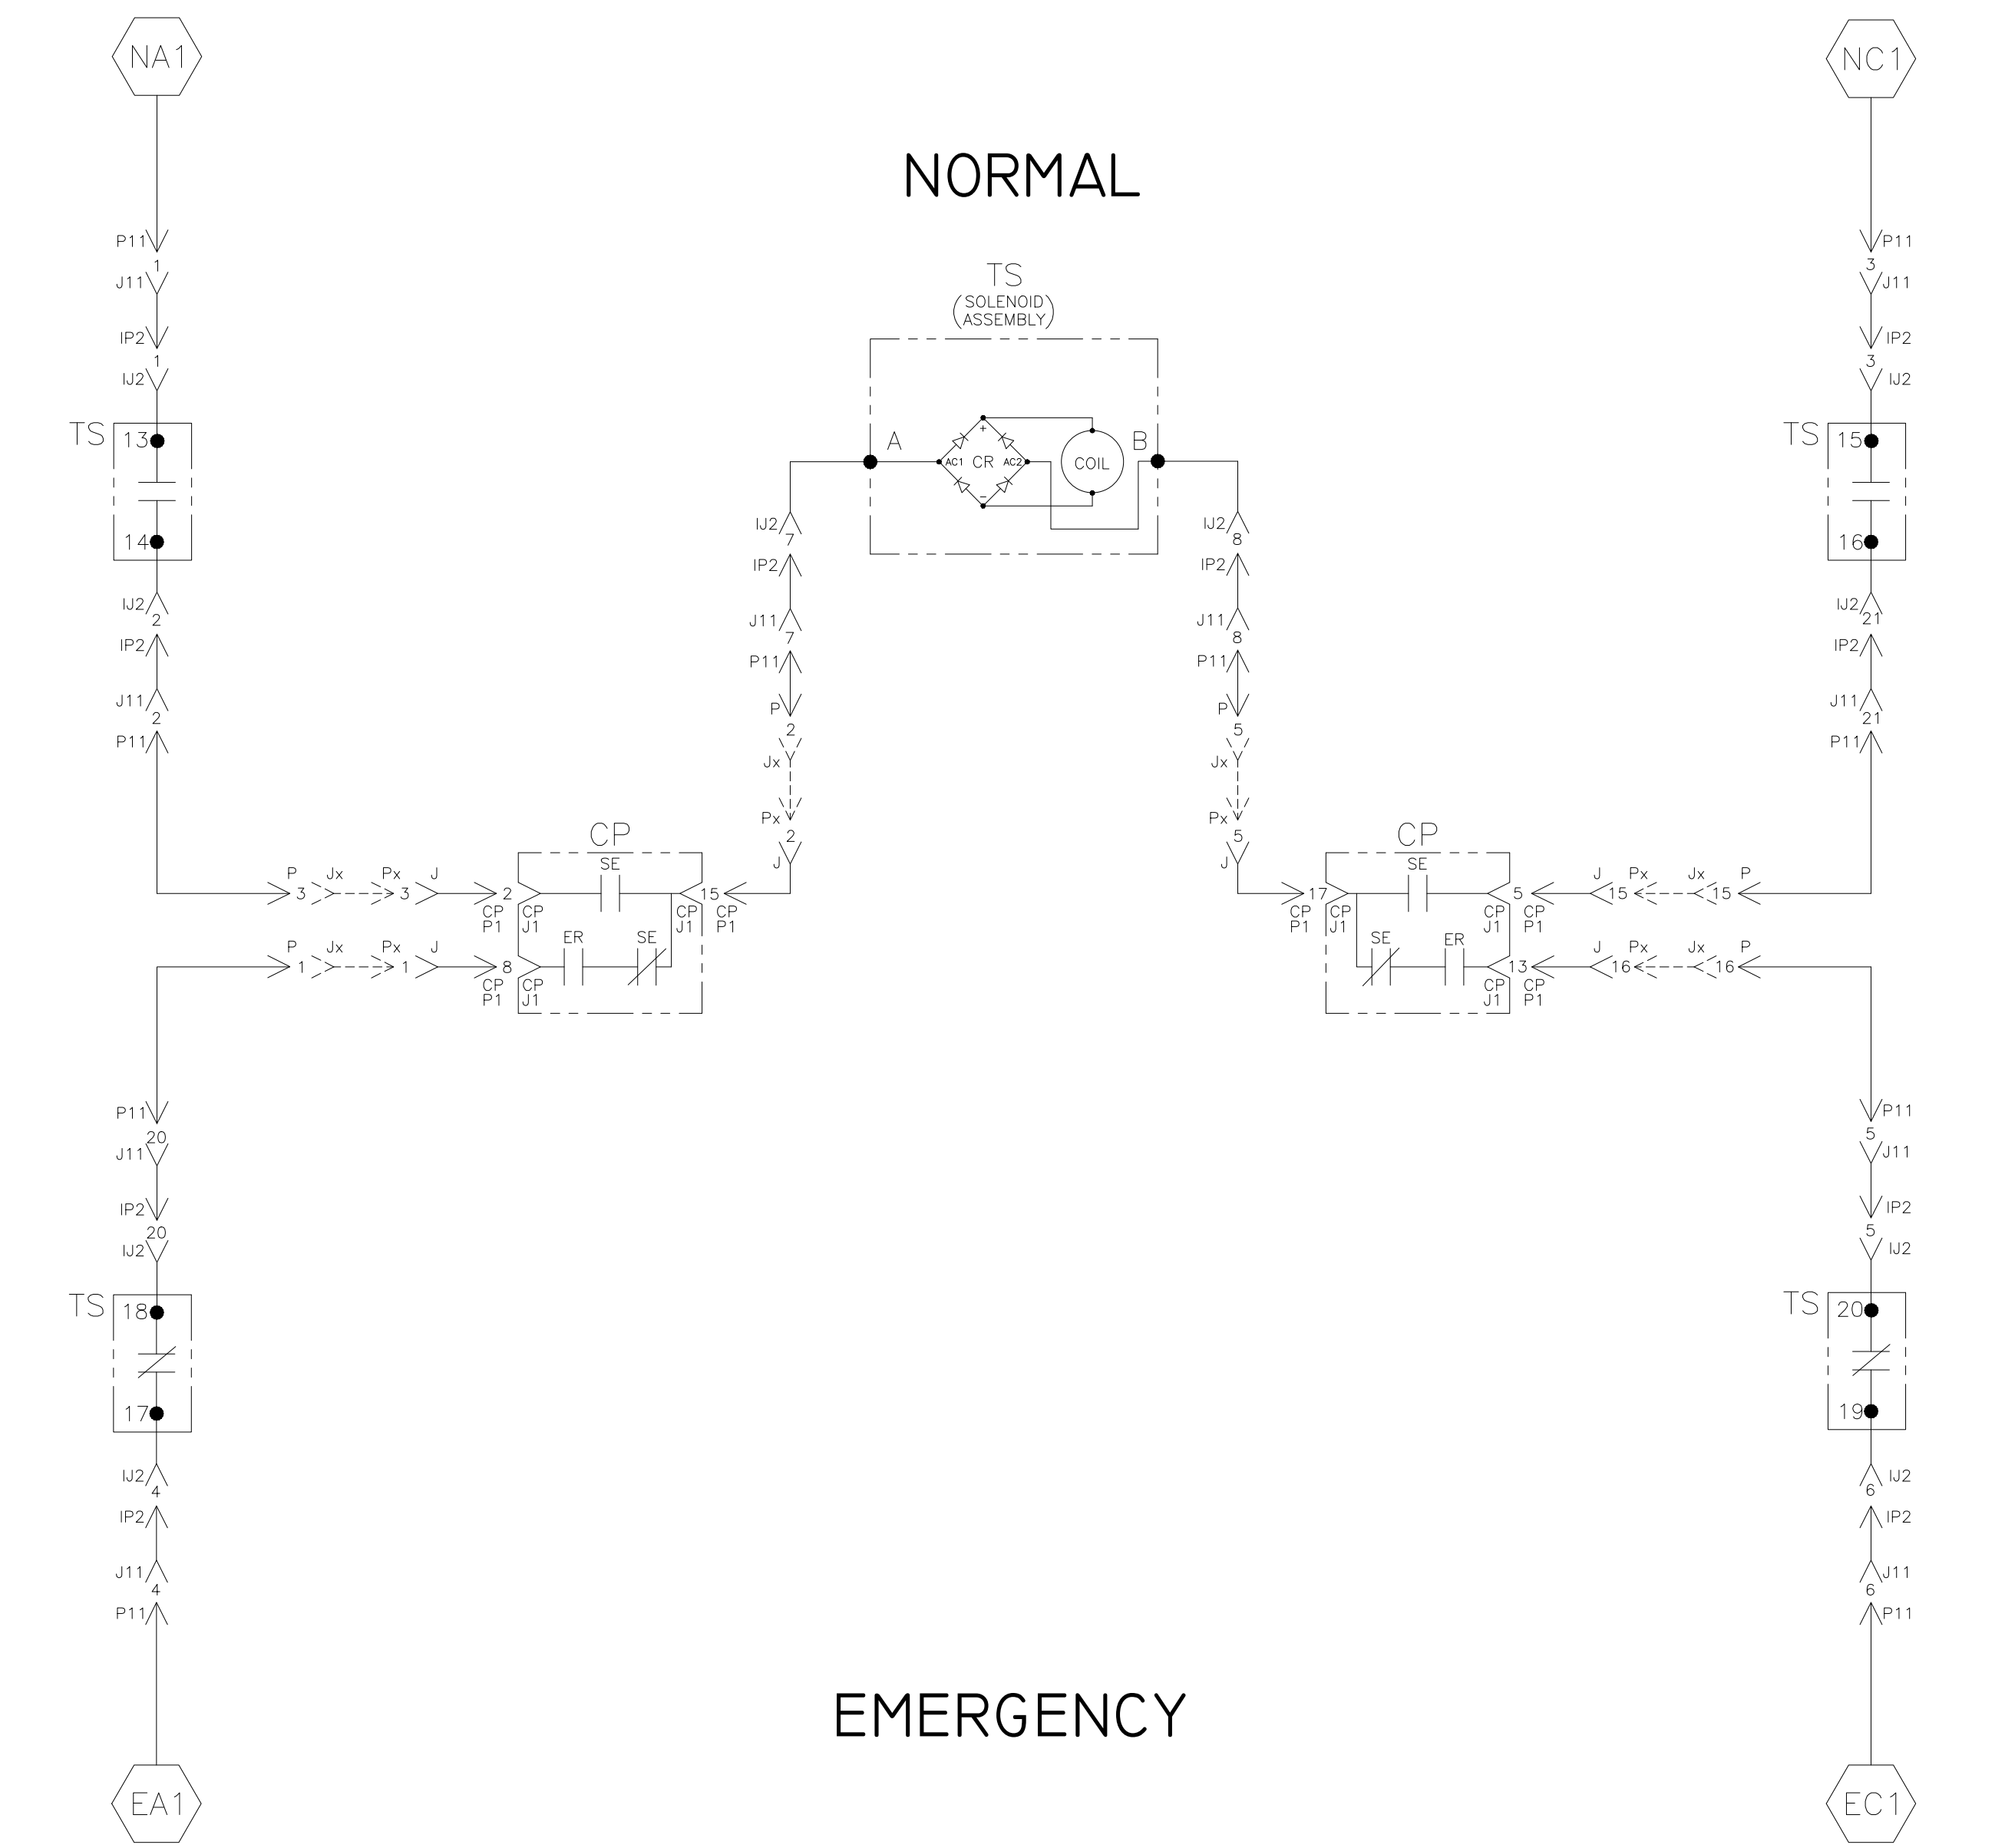 NA1
NC1
NORMAL
P11
1
J11
IP2
1
IJ2
P11
3
J11
IP2
3
IJ2
TS
(SOLENOID
ASSEMBLY)
TS
13
14
TS
15
16
A
AC1
+
CR
-
AC2
COIL
B
IJ2
7
IP2
J11
7
P11
P
2
Jx
Px
2
J
IJ2
8
IP2
J11
8
P11
P
5
Jx
Px
5
J
IJ2
2
IP2
J11
2
P11
IJ2
21
IP2
J11
21
P11
CP
SE
P
3
Jx
Px
3
J
2
CP
P1
CP
J1
CP
J1
15
CP
P1
P
1
Jx
Px
1
J
8
CP
P1
CP
J1
ER
SE
CP
SE
17
CP
P1
CP
J1
CP
J1
5
CP
P1
J
15
Px
Jx
15
P
SE
ER
CP
J1
13
CP
P1
J
16
Px
Jx
16
P
P11
20
J11
IP2
20
IJ2
P11
5
J11
IP2
5
IJ2
TS
18
17
TS
20
19
IJ2
4
IP2
J11
4
P11
IJ2
6
IP2
J11
6
P11
EMERGENCY
EA1
EC1